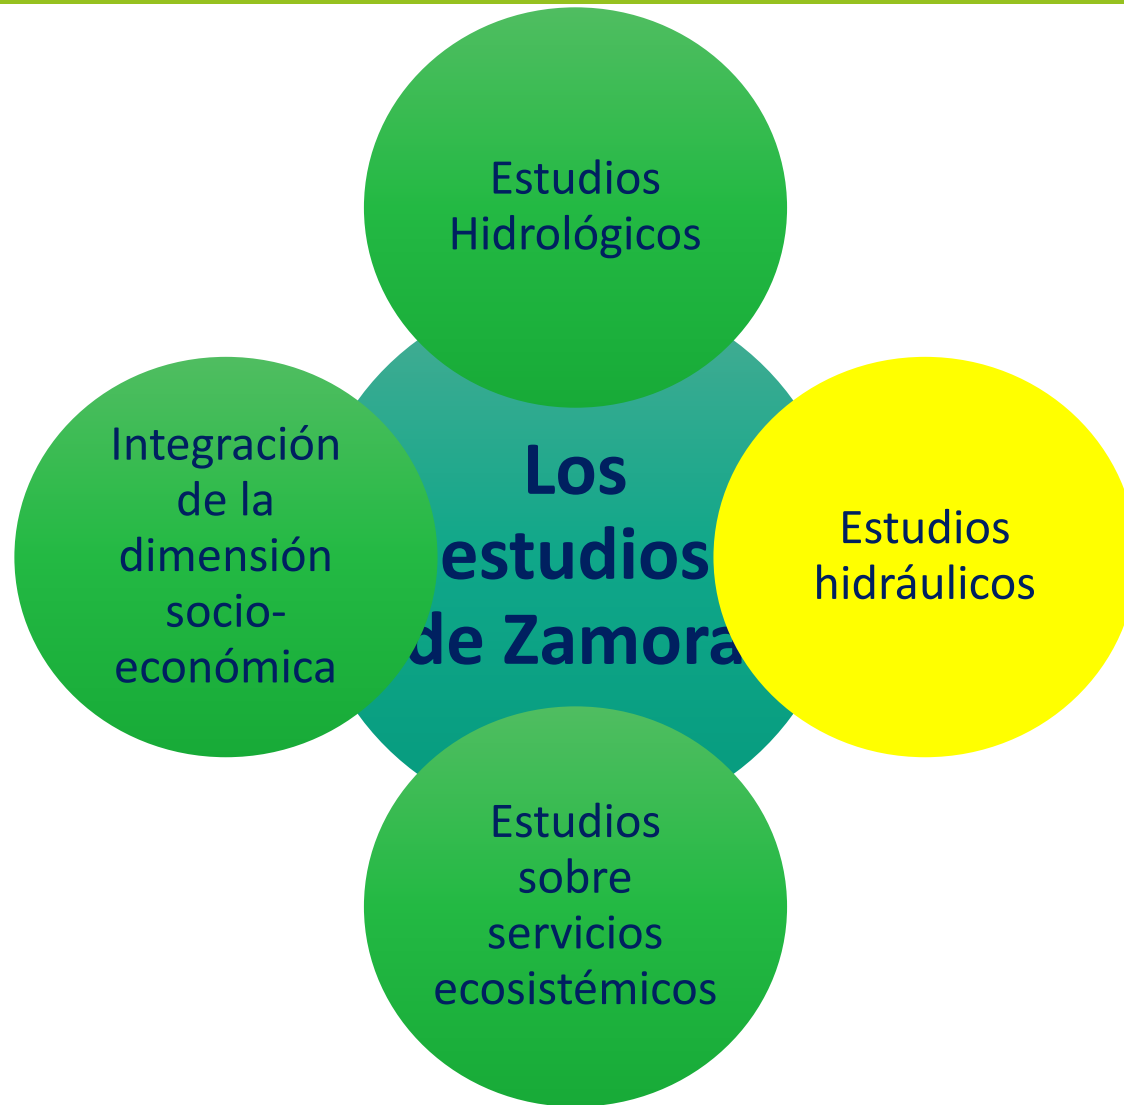 Estudios
Hidrológicos
Integración
de la
dimensión
socio-
económica
Los
estudios
de Zamora
Estudios
hidráulicos
Estudios
sobre
servicios
ecosistémicos